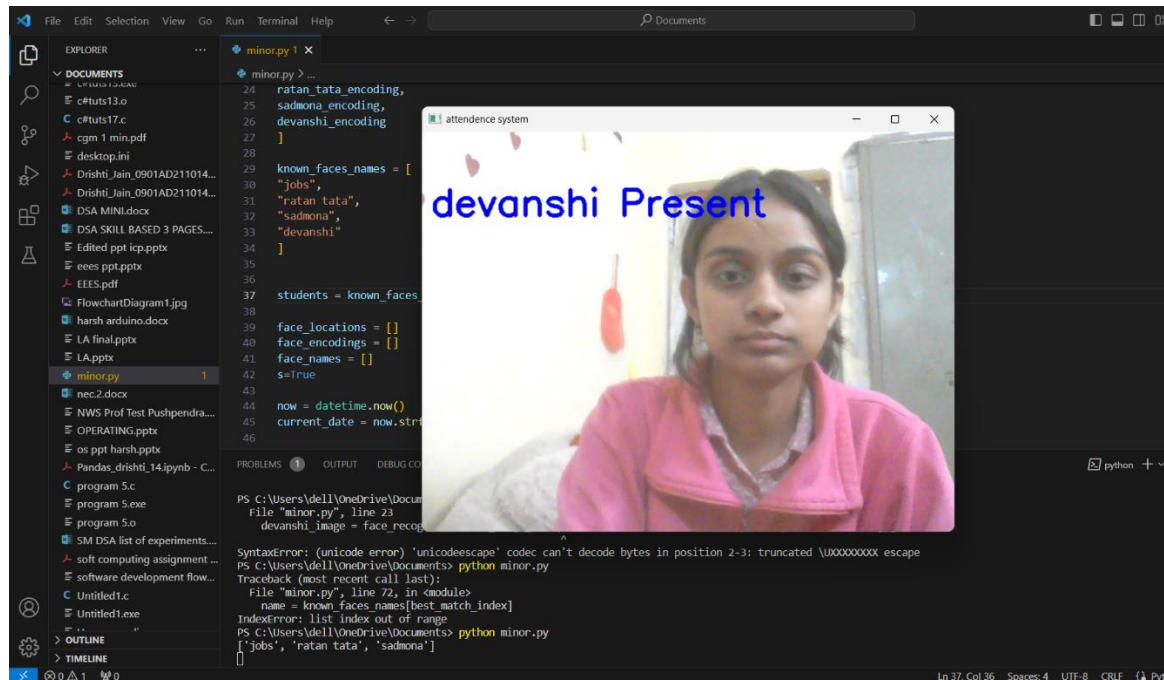 File Edit Selection View Go Run Terminal Help
Documents
EXPLORER
minor.py 1
DOCUMENTS
minor.py > ...
c#tuts13.o
c#tuts17.c
cgm 1 min.pdf
desktop.ini
Drishti_Jain_0901AD211014...
Drishti_Jain_0901AD211014...
DSA MINI.docx
DSA SKILL BASED 3 PAGES....
Edited ppt icp.pptx
eees ppt.pptx
EEES.pdf
FlowchartDiagram1.jpg
harsh arduino.docx
LA final.pptx
LA.pptx
minor.py 1
nec.2.docx
NWS Prof Test Pushpendra....
OPERATING.pptx
os ppt harsh.pptx
Pandas_drishti_14.ipynb - C...
program 5.c
program 5.exe
program 5.o
SM DSA list of experiments....
soft computing assignment ...
software development flow...
Untitled1.c
Untitled1.exe
OUTLINE
TIMELINE
24 ratan_tata_encoding,
25 sadmona_encoding,
26 devanshi_encoding
27 ]
28
29 known_faces_names = [
30 "jobs",
31 "ratan tata",
32 "sadmona",
33 "devanshi"
34 ]
35
36
37 students = known_faces_
38
39 face_locations = []
40 face_encodings = []
41 face_names = []
42 s=True
43
44 now = datetime.now()
45 current_date = now.strf
46
attendence system
devanshi Present
PROBLEMS 1 OUTPUT DEBUG CO
python
PS C:\Users\dell\OneDrive\Docum
File "minor.py", line 23
devanshi_image = face_recog
^
SyntaxError: (unicode error) 'unicodeescape' codec can't decode bytes in position 2-3: truncated \UXXXXXXXX escape
PS C:\Users\dell\OneDrive\Documents> python minor.py
Traceback (most recent call last):
File "minor.py", line 72, in <module>
name = known_faces_names[best_match_index]
IndexError: list index out of range
PS C:\Users\dell\OneDrive\Documents> python minor.py
['jobs', 'ratan tata', 'sadmona']
0 1 0 Ln 37, Col 36 Spaces: 4 UTF-8 CRLF